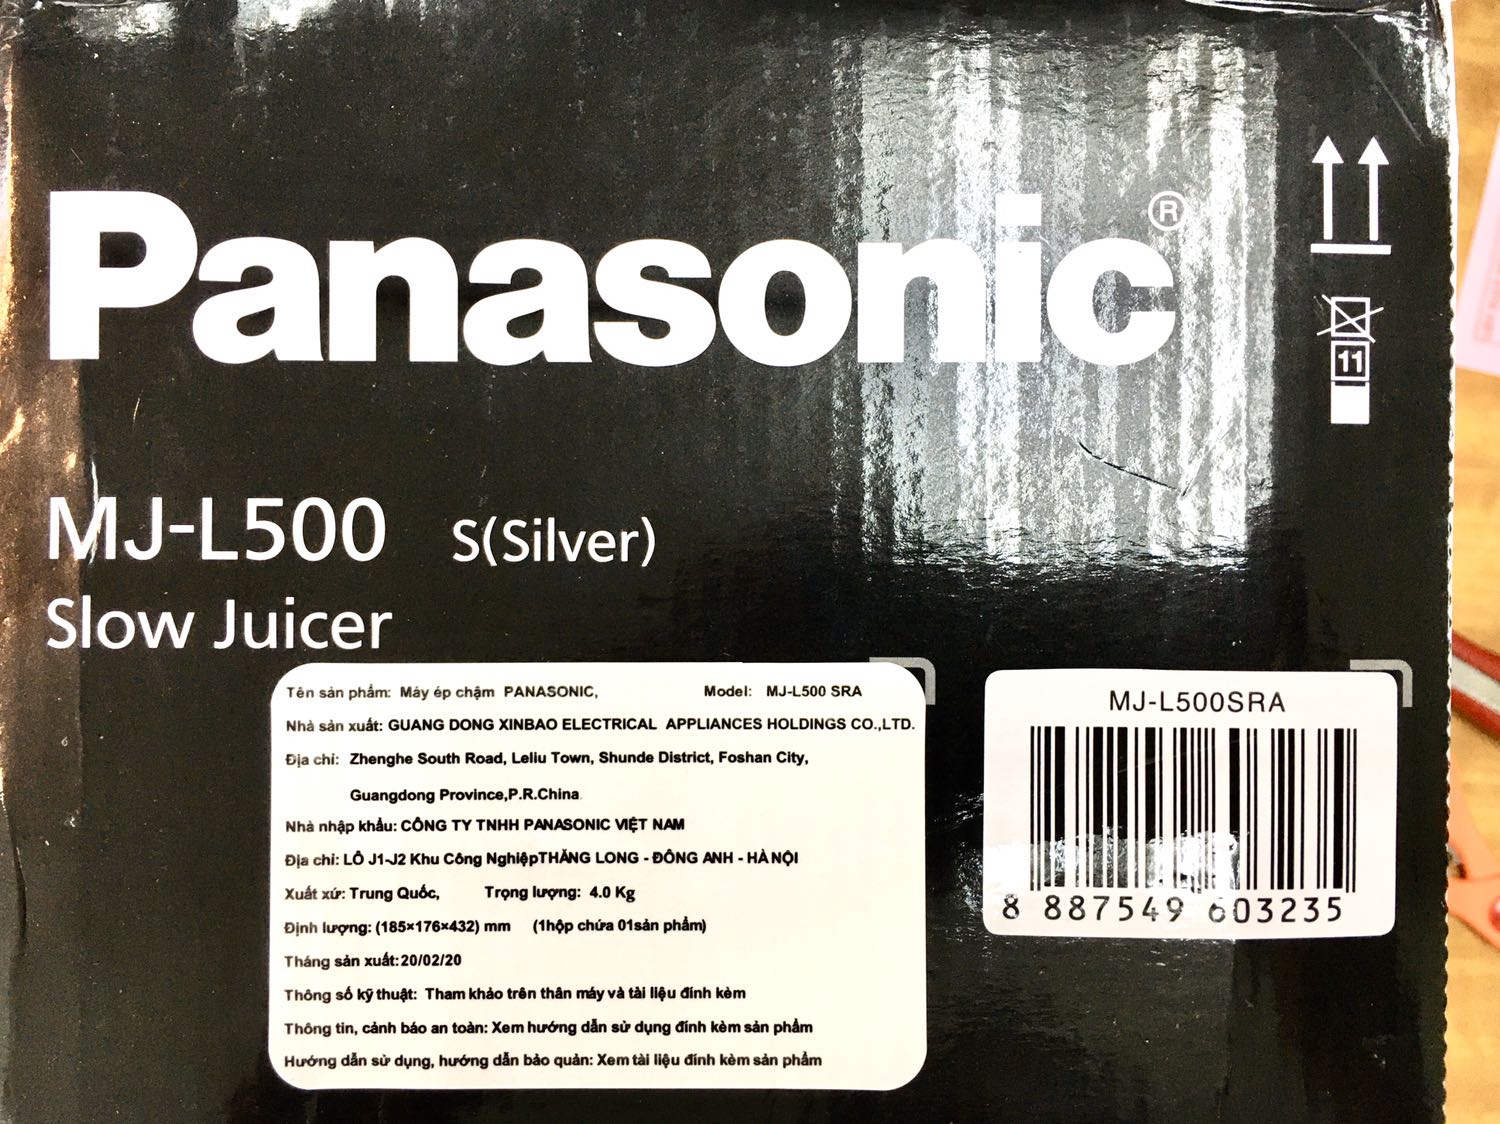 Panasonic®
11
MJ-L500 S(Silver)
Slow Juicer
Tên sản phẩm: Máy ép chậm PANASONIC, Model: MJ-L500 SRA
Nhà sản xuất: GUANG DONG XINBAO ELECTRICAL APPLIANCES HOLDINGS CO.,LTD.
Địa chỉ: Zhenghe South Road, Leliu Town, Shunde District, Foshan City,
Guangdong Province,P.R.China
Nhà nhập khẩu: CÔNG TY TNHH PANASONIC VIỆT NAM
Địa chỉ: LÔ J1-J2 Khu Công NghiệpTHĂNG LONG - ĐÔNG ANH - HÀ NỘI
Xuất xứ: Trung Quốc, Trọng lượng: 4.0 Kg
Định lượng: (185×176×432) mm (1hộp chứa 01sản phẩm)
Tháng sản xuất:20/02/20
Thông số kỹ thuật: Tham khảo trên thân máy và tài liệu đính kèm
Thông tin, cảnh báo an toàn: Xem hướng dẫn sử dụng đính kèm sản phẩm
Hướng dẫn sử dụng, hướng dẫn bảo quản: Xem tài liệu đính kèm sản phẩm
MJ-L500SRA
8 887549 603235